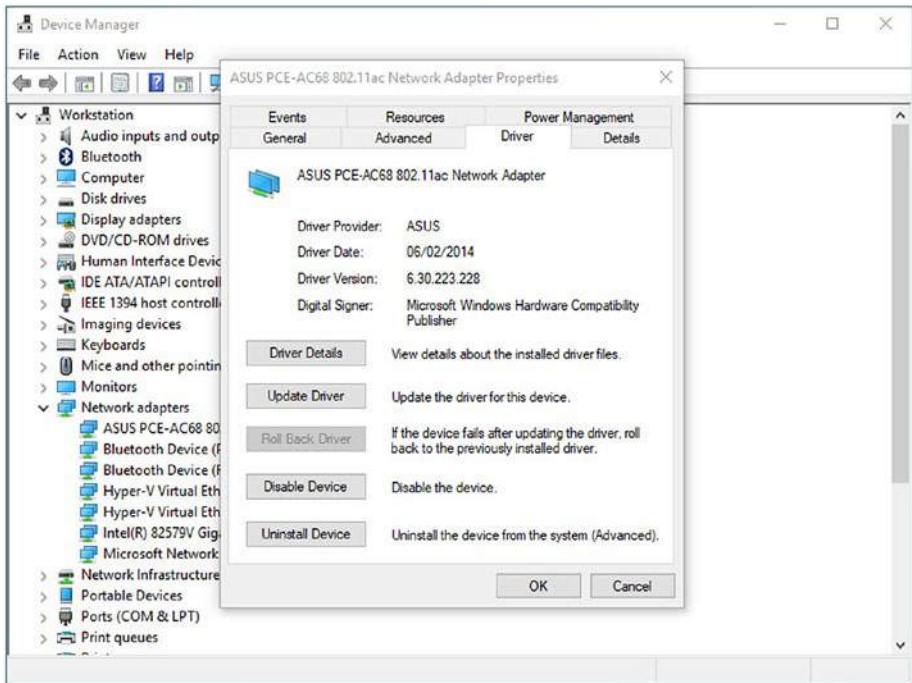 Device Manager
File Action View Help
Workstation
Audio inputs and outp
Bluetooth
Computer
Disk drives
Display adapters
DVD/CD-ROM drives
Human Interface Devic
IDE ATA/ATAPI controll
IEEE 1394 host controlle
Imaging devices
Keyboards
Mice and other pointin
Monitors
Network adapters
ASUS PCE-AC68 80
Bluetooth Device (
Bluetooth Device (
Hyper-V Virtual Eth
Hyper-V Virtual Eth
Intel(R) 82579V Gig
Microsoft Network
Network Infrastructure
Portable Devices
Ports (COM & LPT)
Print queues
ASUS PCE-AC68 802.11ac Network Adapter Properties
Events Resources Power Management
General Advanced Driver Details
ASUS PCE-AC68 802.11ac Network Adapter
Driver Provider: ASUS
Driver Date: 06/02/2014
Driver Version: 6.30.223.228
Digital Signer: Microsoft Windows Hardware Compatibility
Publisher
Driver Details View details about the installed driver files.
Update Driver Update the driver for this device.
Roll Back Driver If the device fails after updating the driver, roll
back to the previously installed driver.
Disable Device Disable the device.
Uninstall Device Uninstall the device from the system (Advanced).
OK Cancel